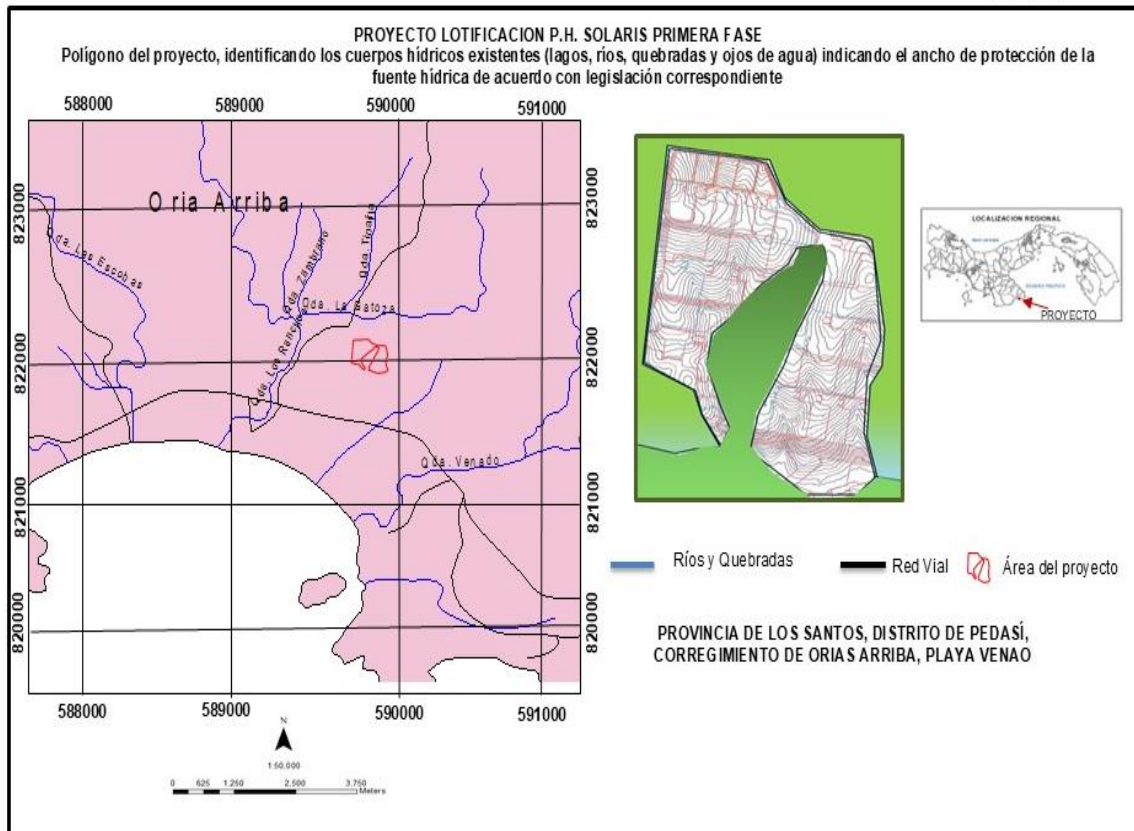 PROYECTO LOTIFICACION P.H. SOLARIS PRIMERA FASE
Polígono del proyecto, identificando los cuerpos hídricos existentes (lagos, ríos, quebradas y ojos de agua) indicando el ancho de protección de la
fuente hídrica de acuerdo con legislación correspondiente
588000 589000 590000 591000
823000
822000
821000
820000
Oria Arriba
Qda. Las Escobas
Qda. Zambrano
Qda. La Gatoza
Qda. Los Ranchos
Qda. Venado
823000
822000
821000
820000
588000 589000 590000 591000
N
1:50,000
0 625 1.250 2.500 3.750
Meters
LOCALIZACION REGIONAL
PROYECTO
Ríos y Quebradas
Red Vial
Área del proyecto
PROVINCIA DE LOS SANTOS, DISTRITO DE PEDASÍ,
CORREGIMIENTO DE ORIAS ARRIBA, PLAYA VENAO